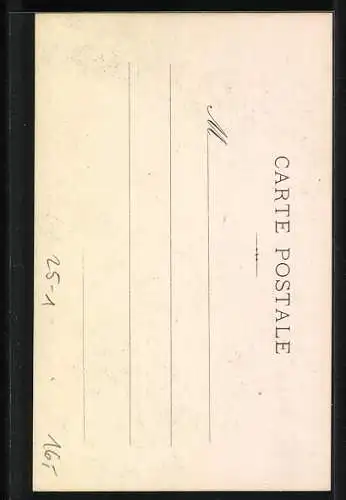 CARTE POSTALE
M
25-1
16,-